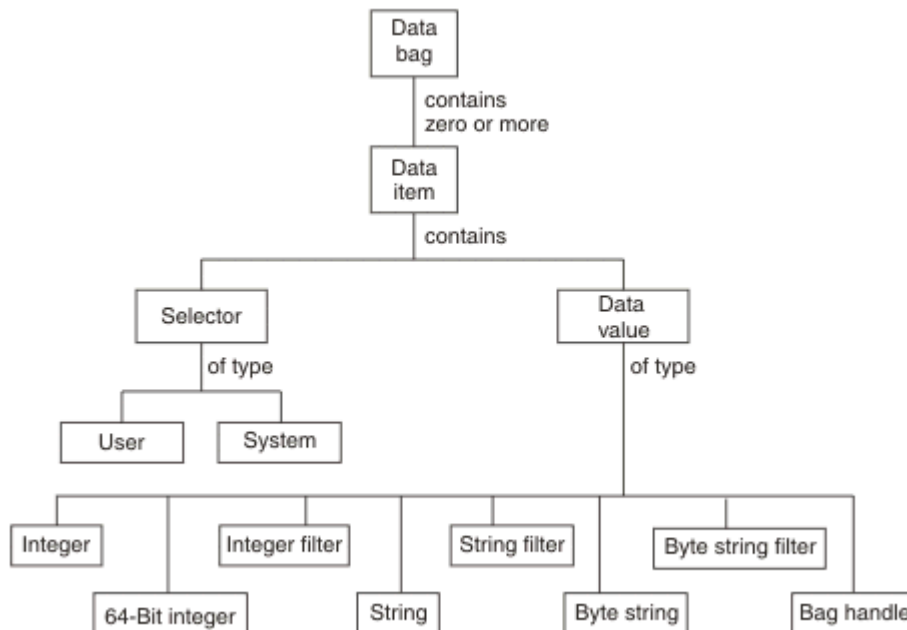 Data
bag
contains
zero or more
Data
item
contains
Selector
Data
value
of type
of type
User
System
Integer
Integer filter
String filter
Byte string filter
64-Bit integer
String
Byte string
Bag handle